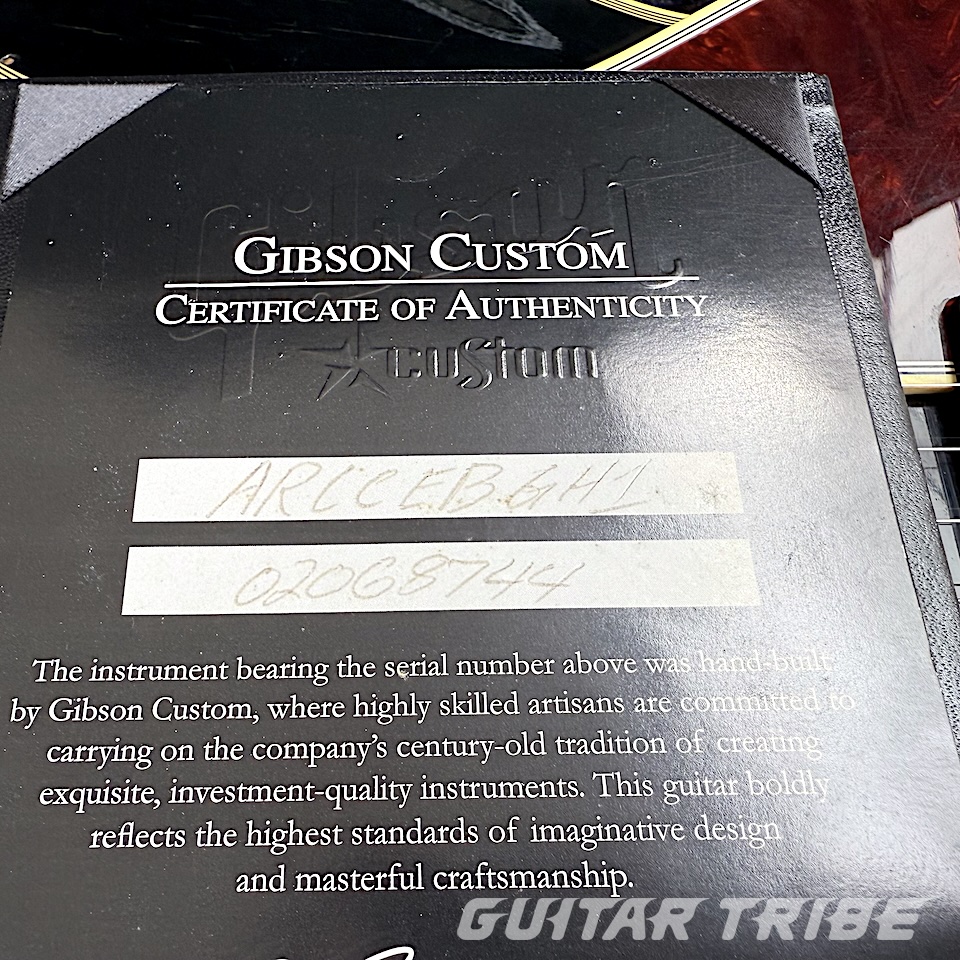 Gibson
GIBSON CUSTOM
CERTIFICATE OF AUTHENTICITY
custom
ARCCEBGH1
02068744
The instrument bearing the serial number above was hand-built
by Gibson Custom, where highly skilled artisans are committed to
carrying on the company's century-old tradition of creating
exquisite, investment-quality instruments. This guitar boldly
reflects the highest standards of imaginative design
and masterful craftsmanship.
GUITAR TRIBE